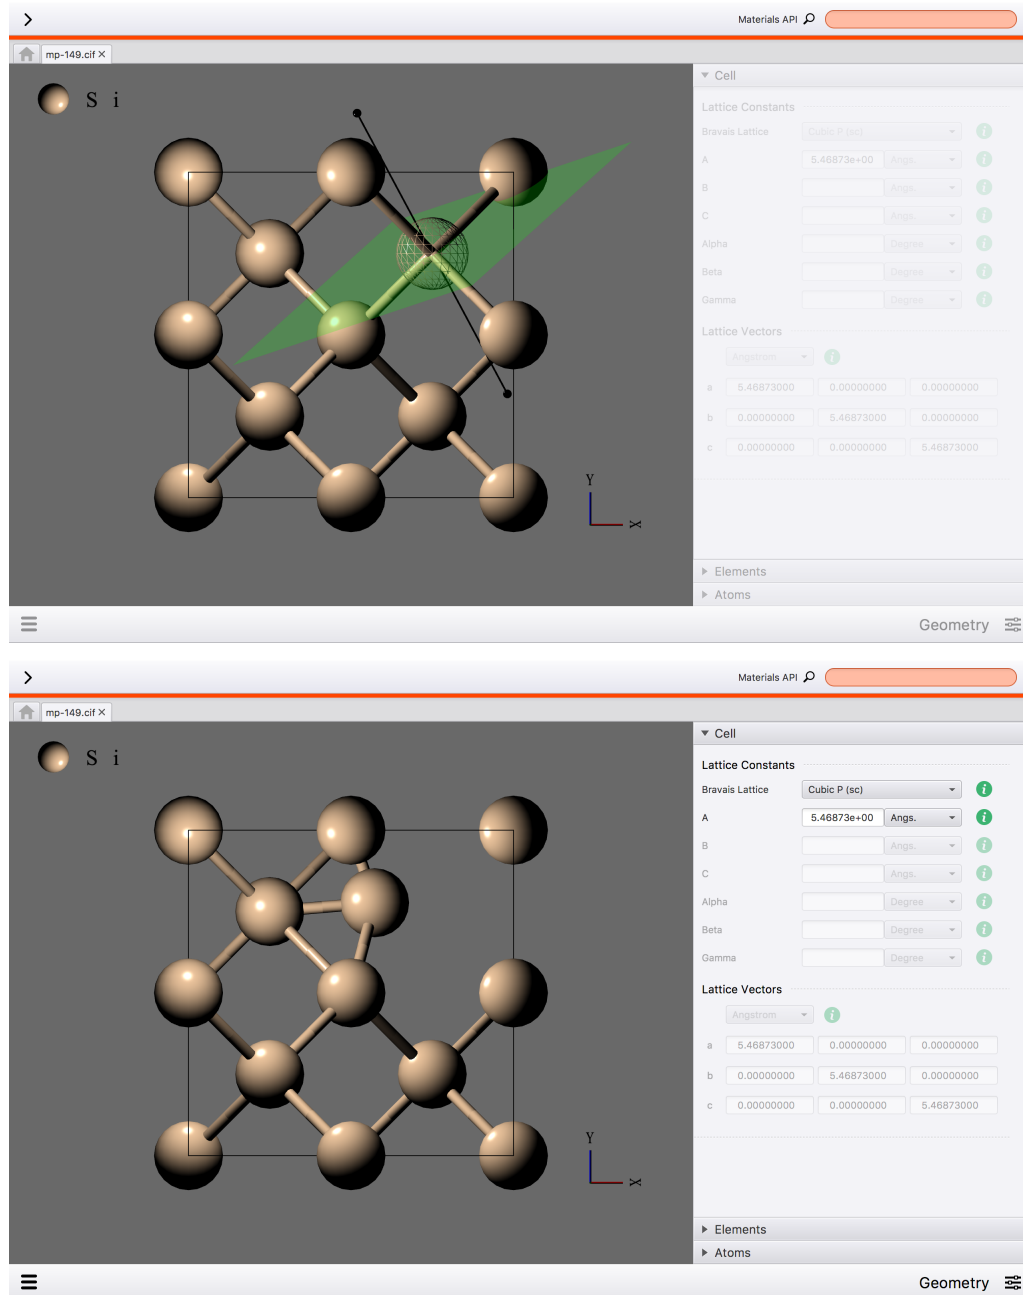 Materials API
mp-149.cif
S i
Cell
Lattice Constants
Bravais Lattice Cubic P (sc) i
A 5.46873e+00 Angs. i
B Angs. i
C Angs. i
Alpha Degree i
Beta Degree i
Gamma Degree i
Lattice Vectors
Angstrom i
a 5.46873000 0.00000000 0.00000000
b 0.00000000 5.46873000 0.00000000
c 0.00000000 0.00000000 5.46873000
Y
X
Elements
Atoms
Geometry
Materials API
mp-149.cif
S i
Cell
Lattice Constants
Bravais Lattice Cubic P (sc) i
A 5.46873e+00 Angs. i
B Angs. i
C Angs. i
Alpha Degree i
Beta Degree i
Gamma Degree i
Lattice Vectors
Angstrom i
a 5.46873000 0.00000000 0.00000000
b 0.00000000 5.46873000 0.00000000
c 0.00000000 0.00000000 5.46873000
Y
X
Elements
Atoms
Geometry